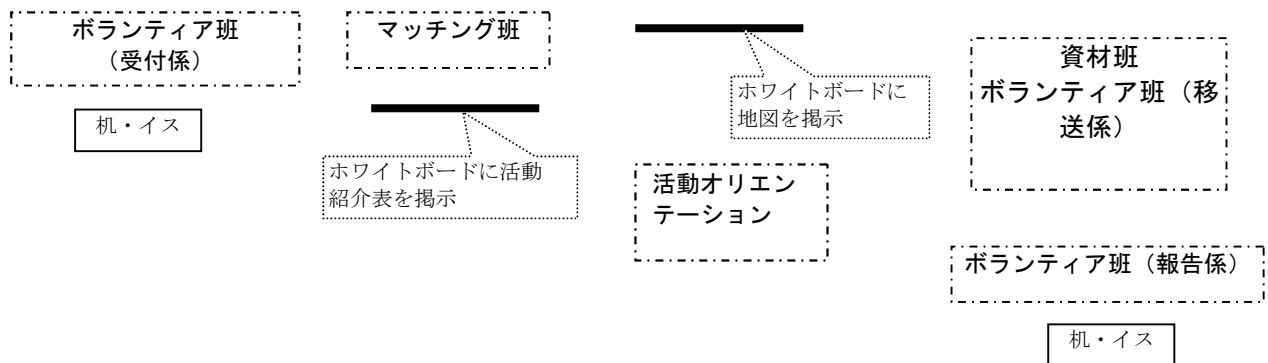 ボランティア班
（受付係）
机・イス
マッチング班
ホワイトボードに活動
紹介表を掲示
ホワイトボードに
地図を掲示
活動オリエン
テーション
資材班
ボランティア班（移
送係）
ボランティア班（報告係）
机・イス